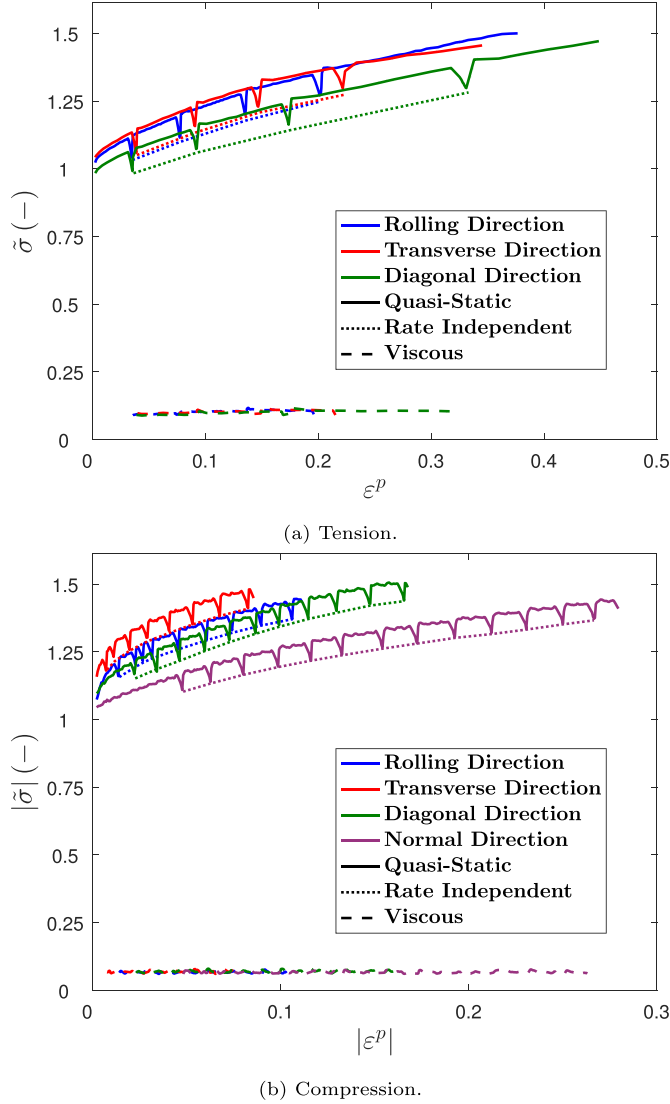 1.5
1.25
1
0.75
0.5
0.25
0
σ̃ (−)
Rolling Direction
Transverse Direction
Diagonal Direction
Quasi-Static
Rate Independent
Viscous
0 0.1 0.2 0.3 0.4 0.5
εᵖ
(a) Tension.
1.5
1.25
1
0.75
0.5
0.25
0
|σ̃| (−)
Rolling Direction
Transverse Direction
Diagonal Direction
Normal Direction
Quasi-Static
Rate Independent
Viscous
0 0.1 0.2 0.3
|εᵖ|
(b) Compression.